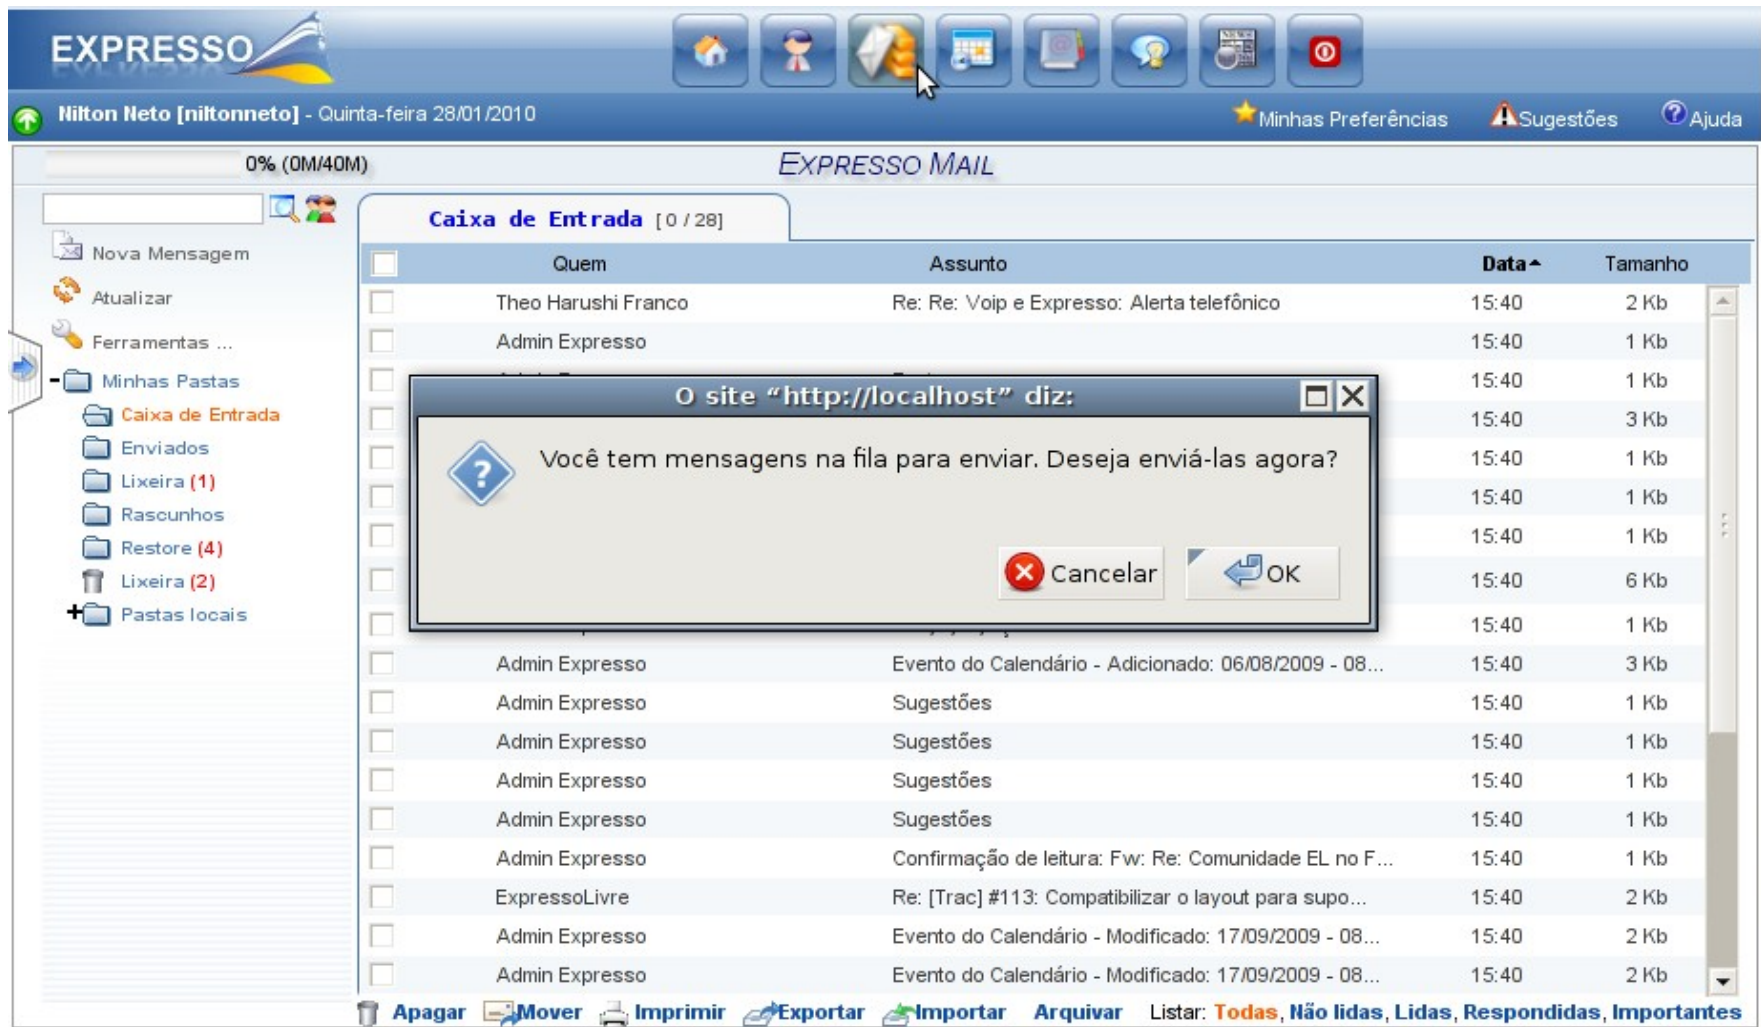 EXPRESSO
Nilton Neto [niltonneto] - Quinta-feira 28/01/2010
Minhas Preferências
Sugestões
Ajuda
0% (0M/40M)
EXPRESSO MAIL
Caixa de Entrada [0 / 28]
Nova Mensagem
Atualizar
Ferramentas ...
Minhas Pastas
Caixa de Entrada
Enviados
Lixeira (1)
Rascunhos
Restore (4)
Lixeira (2)
Pastas locais
Quem Assunto Data Tamanho
Theo Harushi Franco Re: Re: Voip e Expresso: Alerta telefônico 15:40 2 Kb
Admin Expresso 15:40 1 Kb
15:40 1 Kb
15:40 3 Kb
15:40 1 Kb
15:40 1 Kb
15:40 1 Kb
15:40 6 Kb
15:40 1 Kb
O site “http://localhost” diz:
Você tem mensagens na fila para enviar. Deseja enviá-las agora?
Cancelar OK
Admin Expresso Evento do Calendário - Adicionado: 06/08/2009 - 08... 15:40 3 Kb
Admin Expresso Sugestões 15:40 1 Kb
Admin Expresso Sugestões 15:40 1 Kb
Admin Expresso Sugestões 15:40 1 Kb
Admin Expresso Sugestões 15:40 1 Kb
Admin Expresso Confirmação de leitura: Fw: Re: Comunidade EL no F... 15:40 1 Kb
ExpressoLivre Re: [Trac] #113: Compatibilizar o layout para supo... 15:40 2 Kb
Admin Expresso Evento do Calendário - Modificado: 17/09/2009 - 08... 15:40 2 Kb
Admin Expresso Evento do Calendário - Modificado: 17/09/2009 - 08... 15:40 2 Kb
Apagar Mover Imprimir Exportar Importar Arquivar Listar: Todas, Não lidas, Lidas, Respondidas, Importantes